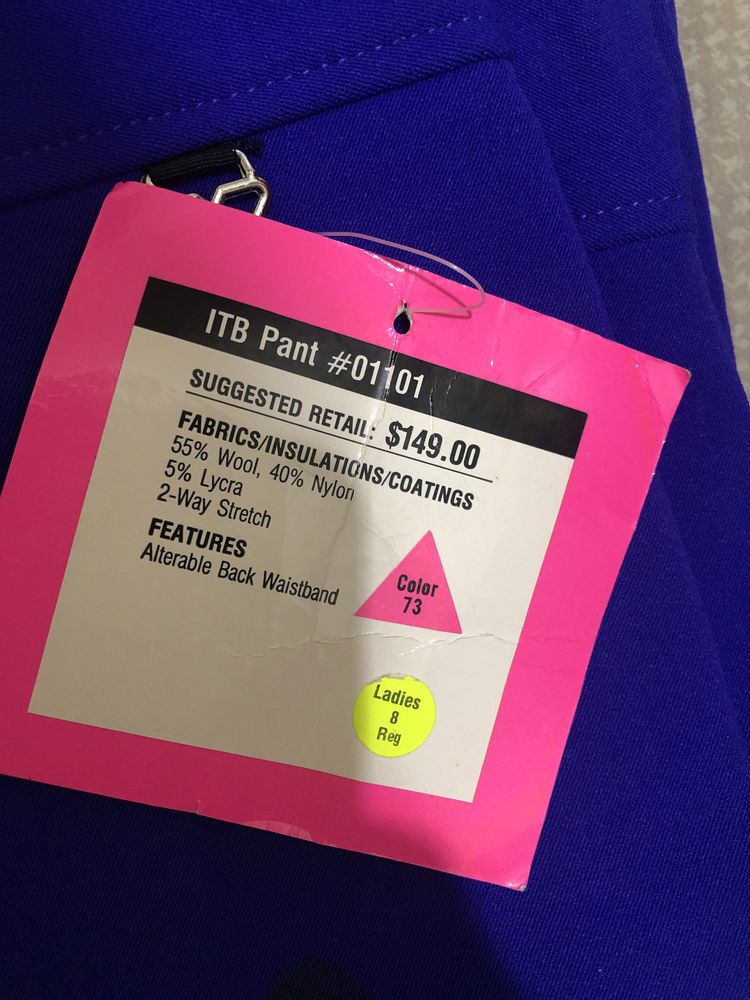 ITB Pant #01101
SUGGESTED RETAIL: $149.00
FABRICS/INSULATIONS/COATINGS
55% Wool, 40% Nylon
5% Lycra
2-Way Stretch
FEATURES
Alterable Back Waistband
Color
73
Ladies
8
Reg